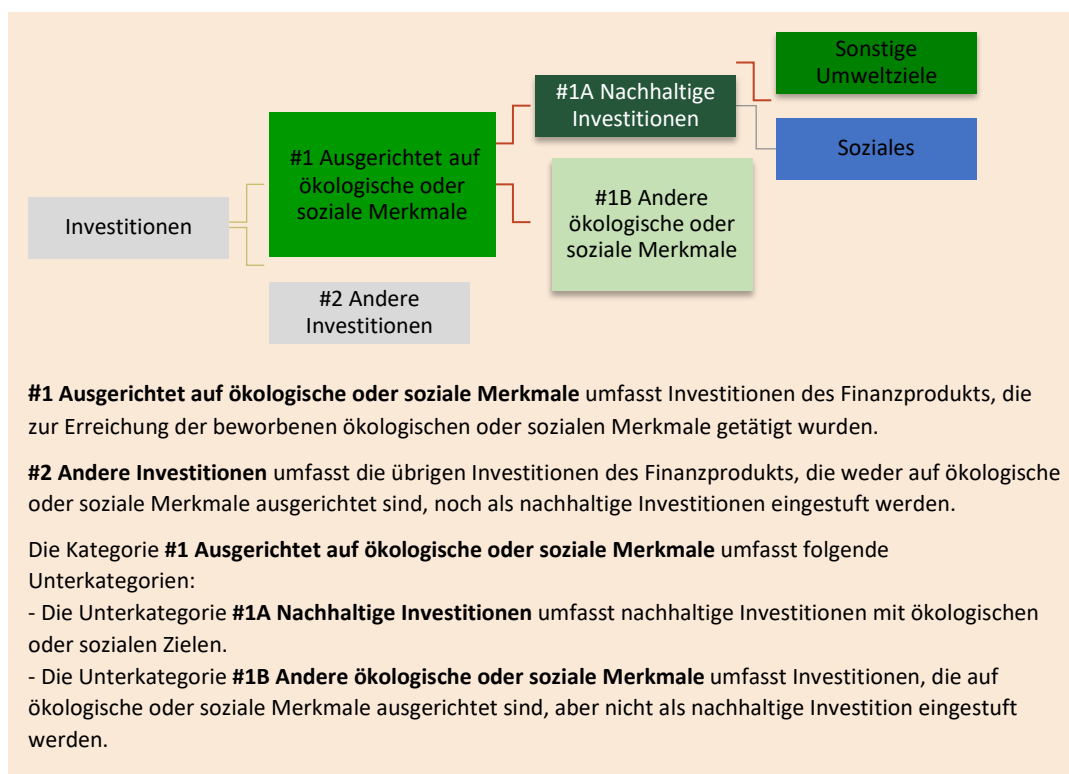 Sonstige
Umweltziele
#1A Nachhaltige
Investitionen
#1 Ausgerichtet auf
ökologische oder
soziale Merkmale
Soziales
#1B Andere
ökologische oder
soziale Merkmale
Investitionen
#2 Andere
Investitionen
#1 Ausgerichtet auf ökologische oder soziale Merkmale umfasst Investitionen des Finanzprodukts, die
zur Erreichung der beworbenen ökologischen oder sozialen Merkmale getätigt wurden.
#2 Andere Investitionen umfasst die übrigen Investitionen des Finanzprodukts, die weder auf ökologische
oder soziale Merkmale ausgerichtet sind, noch als nachhaltige Investitionen eingestuft werden.
Die Kategorie #1 Ausgerichtet auf ökologische oder soziale Merkmale umfasst folgende
Unterkategorien:
- Die Unterkategorie #1A Nachhaltige Investitionen umfasst nachhaltige Investitionen mit ökologischen
oder sozialen Zielen.
- Die Unterkategorie #1B Andere ökologische oder soziale Merkmale umfasst Investitionen, die auf
ökologische oder soziale Merkmale ausgerichtet sind, aber nicht als nachhaltige Investition eingestuft
werden.